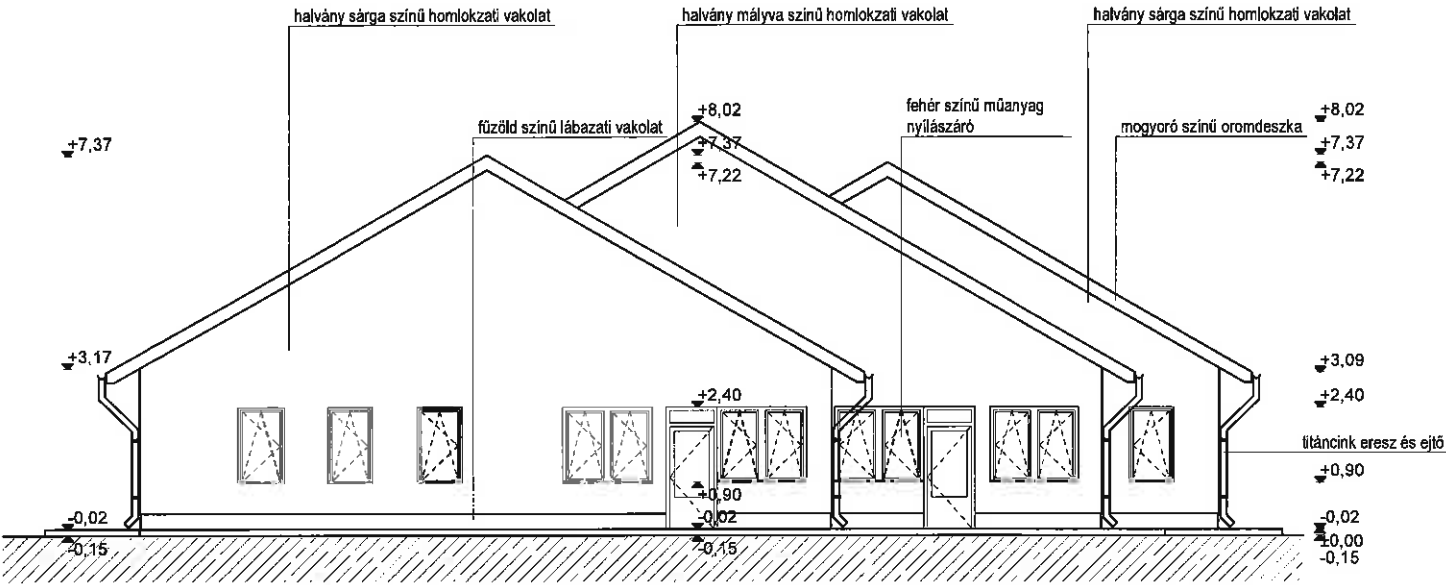 halvány sárga színű homlokzati vakolat
halvány mályva színű homlokzati vakolat
halvány sárga színű homlokzati vakolat
fűzöld színű lábazati vakolat
fehér színű műanyag
nyílászáró
mogyoró színű oromdeszka
+7,37
+8,02
+7,37
+7,22
+8,02
+7,37
+7,22
+3,17
+3,09
+2,40
+2,40
titáncink eresz és ejtő
+0,90
+0,90
-0,02
-0,15
-0,02
-0,15
-0,02
±0,00
-0,15